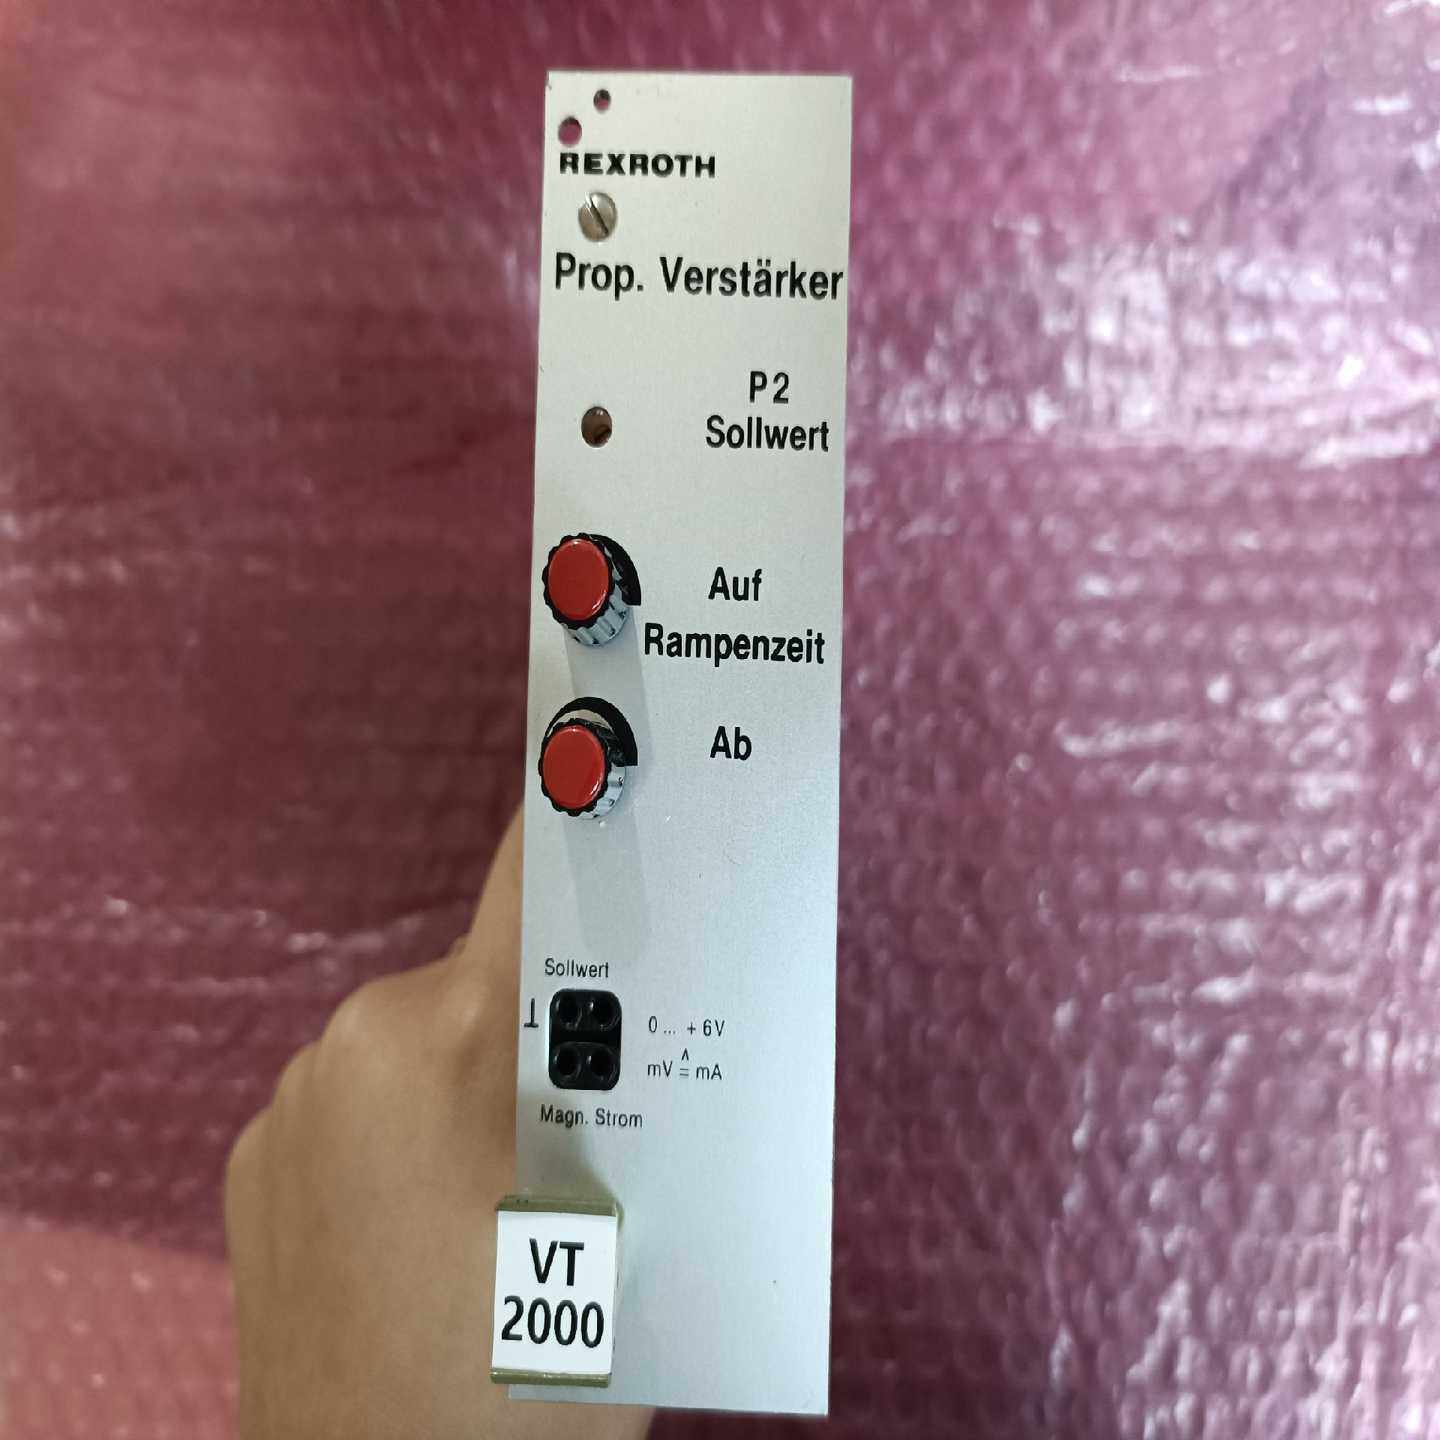 REXROTH
Prop. Verstärker
P2
Sollwert
Auf
Rampenzeit
Ab
Sollwert
⊥ 0 ... + 6V
mV ≙ mA
Magn. Strom
VT
2000